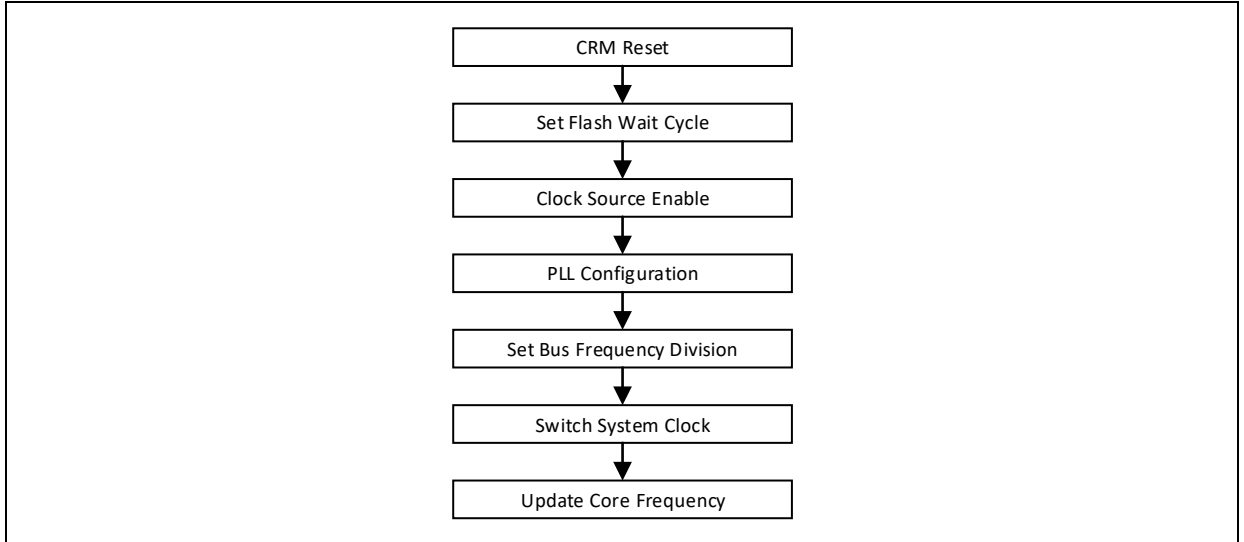 CRM Reset
Set Flash Wait Cycle
Clock Source Enable
PLL Configuration
Set Bus Frequency Division
Switch System Clock
Update Core Frequency